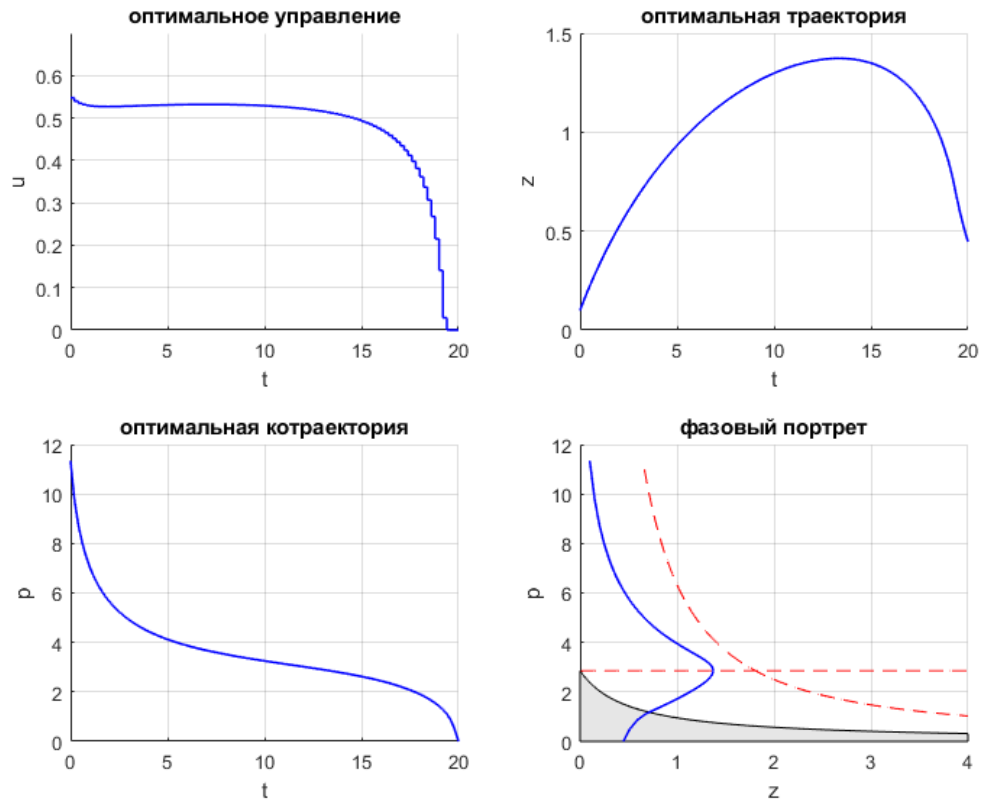 оптимальное управление
0.6
0.5
0.4
0.3
0.2
0.1
0
u
0 5 10 15 20
t
оптимальная траектория
1.5
1
0.5
0
z
0 5 10 15 20
t
оптимальная котраектория
12
10
8
6
4
2
0
p
0 5 10 15 20
t
фазовый портрет
12
10
8
6
4
2
0
p
0 1 2 3 4
z